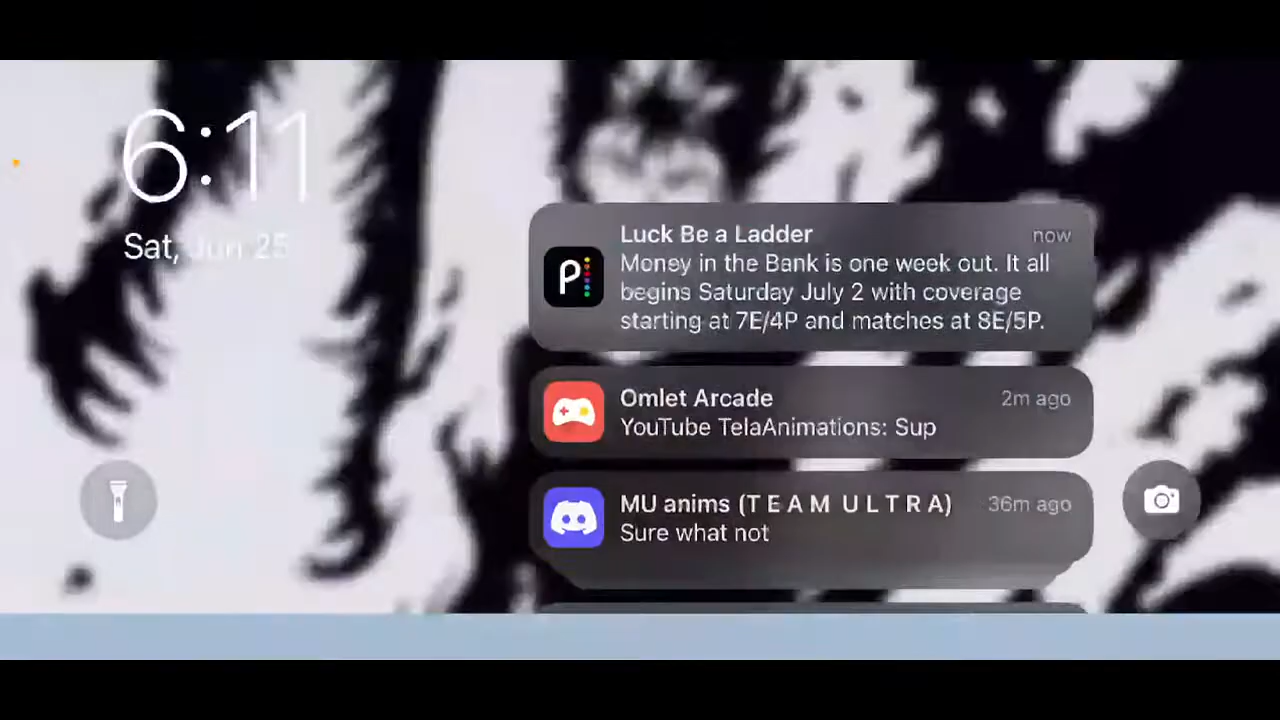 6:11
Sat, Jun 25
Luck Be a Ladder
now
Money in the Bank is one week out. It all
begins Saturday July 2 with coverage
starting at 7E/4P and matches at 8E/5P.
Omlet Arcade
2m ago
YouTube TelaAnimations: Sup
MU anims (T E A M U L T R A)
36m ago
Sure what not